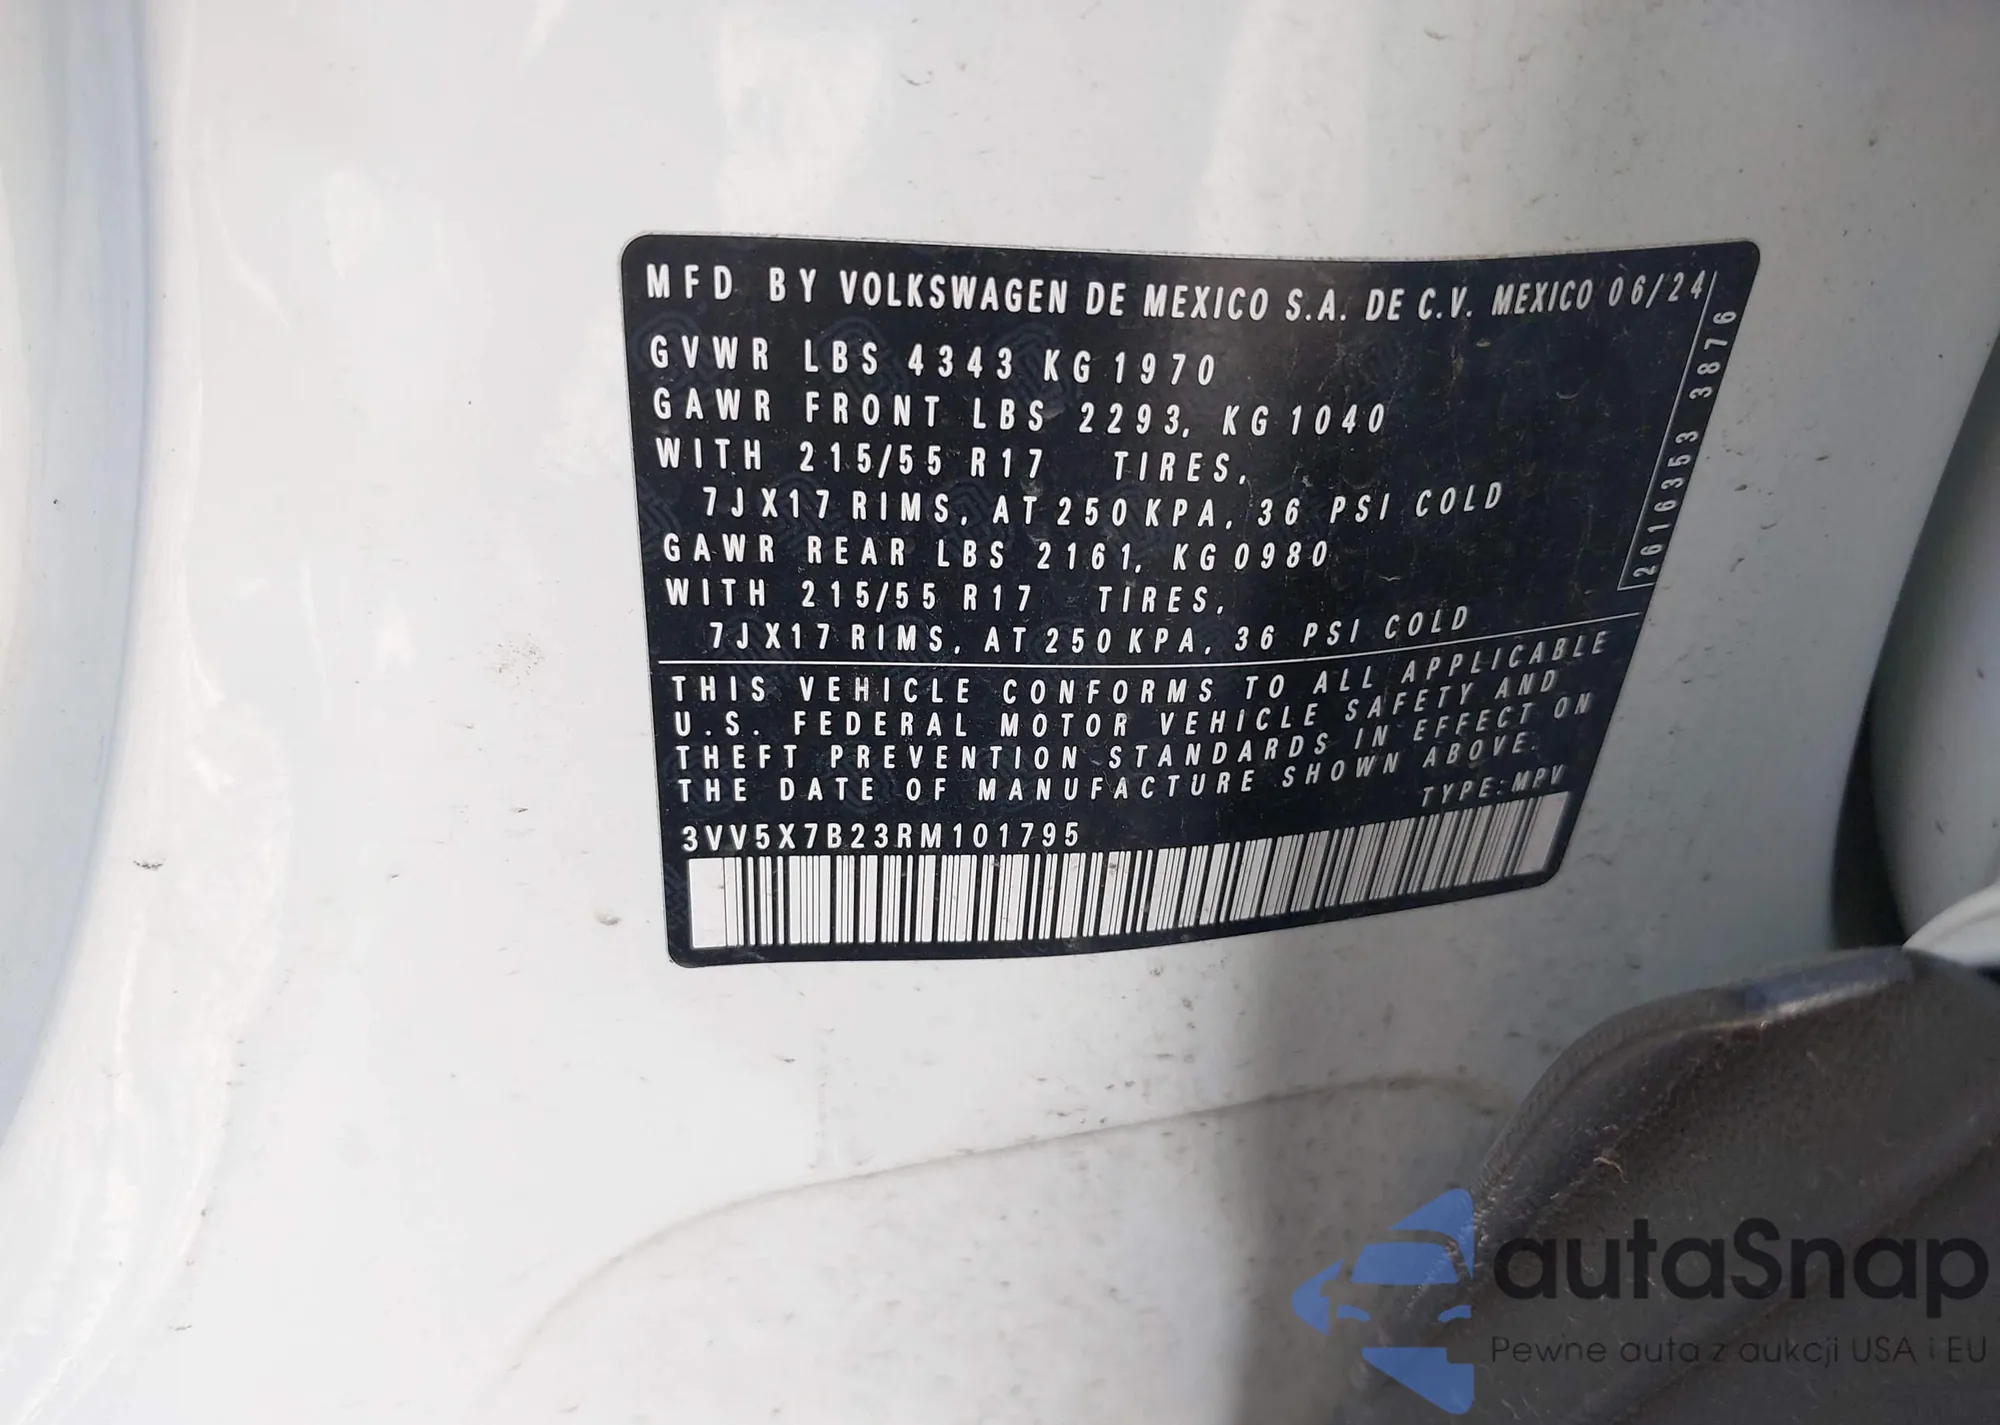 MFD BY VOLKSWAGEN DE MEXICO S.A. DE C.V. MEXICO 06/24
GVWR LBS 4343 KG 1970
GAWR FRONT LBS 2293, KG 1040
WITH 215/55 R17 TIRES,
7JX17 RIMS, AT 250 KPA, 36 PSI COLD
GAWR REAR LBS 2161, KG 0980
WITH 215/55 R17 TIRES,
7JX17 RIMS, AT 250 KPA, 36 PSI COLD
2616353 3876
THIS VEHICLE CONFORMS TO ALL APPLICABLE
U.S. FEDERAL MOTOR VEHICLE SAFETY AND
THEFT PREVENTION STANDARDS IN EFFECT ON
THE DATE OF MANUFACTURE SHOWN ABOVE.
TYPE: MPV
3VV5X7B23RM101795
autaSnap
Pewne auta z aukcji USA i EU